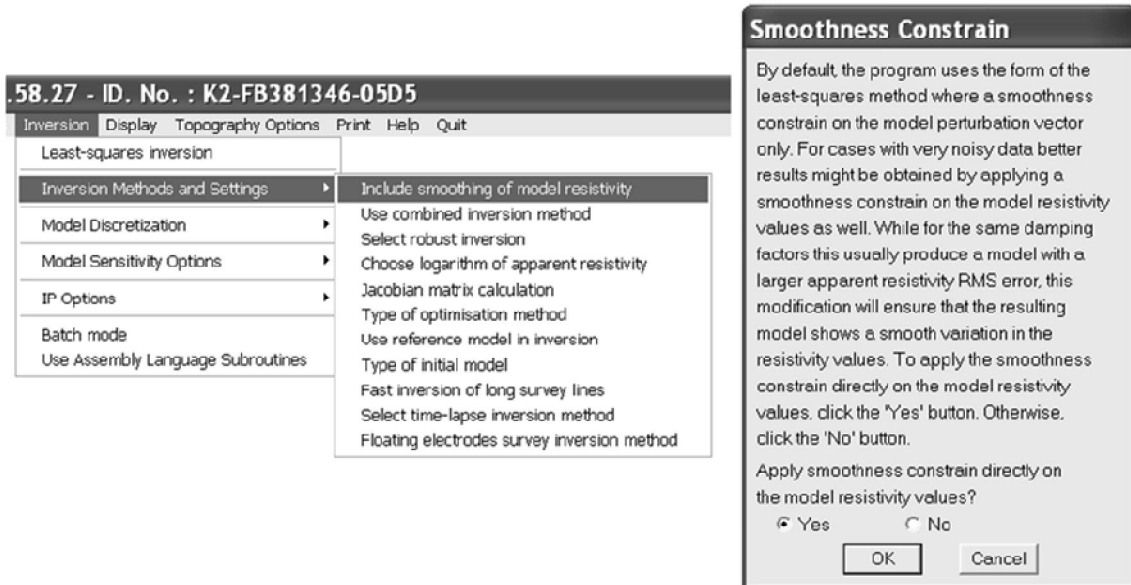 .58.27 - ID. No. : K2-FB381346-05D5
Inversion Display Topography Options Print Help Quit
Least-squares inversion
Inversion Methods and Settings
Model Discretization
Model Sensitivity Options
IP Options
Batch mode
Use Assembly Language Subroutines
Include smoothing of model resistivity
Use combined inversion method
Select robust inversion
Choose logarithm of apparent resistivity
Jacobian matrix calculation
Type of optimisation method
Use reference model in inversion
Type of initial model
Fast inversion of long survey lines
Select time-lapse inversion method
Floating electrodes survey inversion method
Smoothness Constrain
By default, the program uses the form of the
least-squares method where a smoothness
constrain on the model perturbation vector
only. For cases with very noisy data better
results might be obtained by applying a
smoothness constrain on the model resistivity
values as well. While for the same damping
factors this usually produce a model with a
larger apparent resistivity RMS error, this
modification will ensure that the resulting
model shows a smooth variation in the
resistivity values. To apply the smoothness
constrain directly on the model resistivity
values, click the 'Yes' button. Otherwise,
click the 'No' button.
Apply smoothness constrain directly on
the model resistivity values?
Yes No
OK Cancel